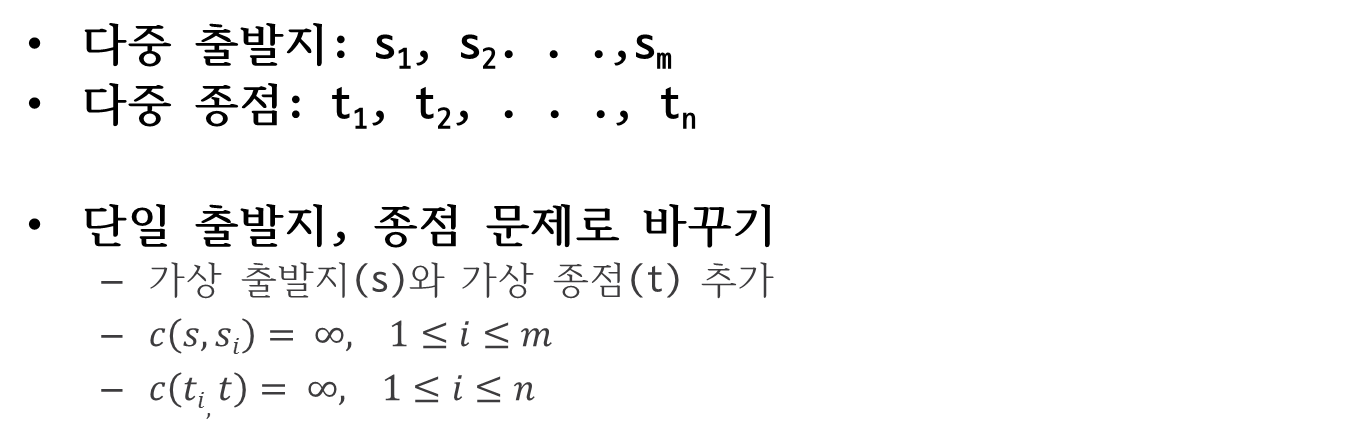 • 다중 출발지: s₁, s₂. . .,sₘ
• 다중 종점: t₁, t₂, . . ., tₙ
• 단일 출발지, 종점 문제로 바꾸기
– 가상 출발지(s)와 가상 종점(t) 추가
– c(s, sᵢ) = ∞, 1 ≤ i ≤ m
– c(tᵢ, t) = ∞, 1 ≤ i ≤ n